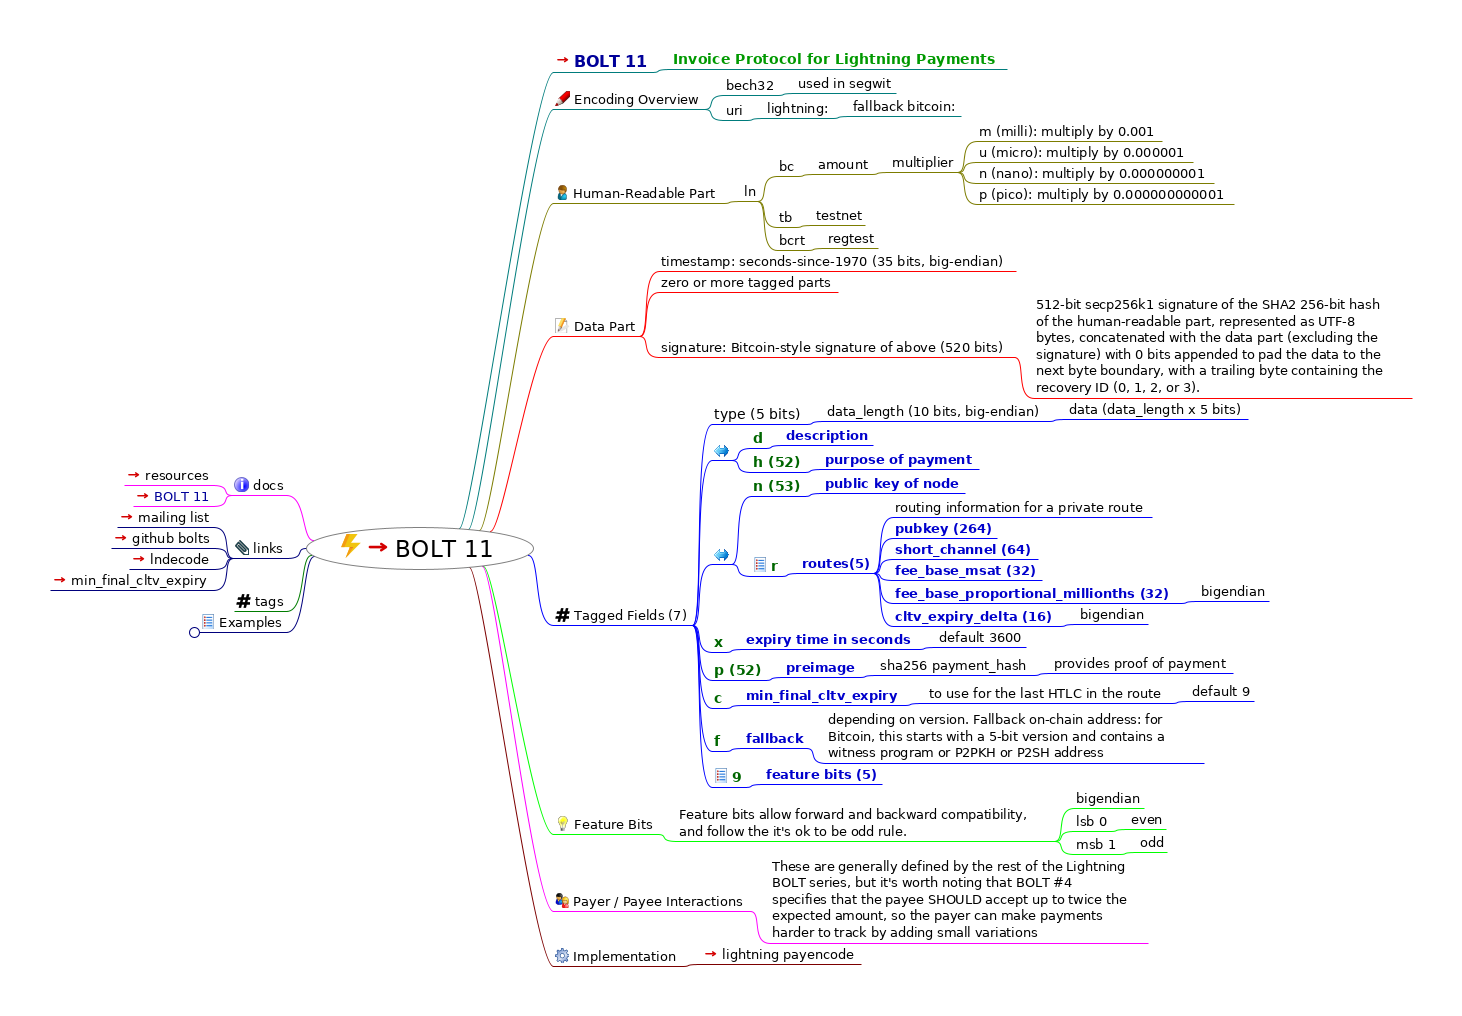 BOLT 11
Invoice Protocol for Lightning Payments
Encoding Overview
bech32
used in segwit
uri
lightning:
fallback bitcoin:
Human-Readable Part
ln
bc
amount
multiplier
m (milli): multiply by 0.001
u (micro): multiply by 0.000001
n (nano): multiply by 0.000000001
p (pico): multiply by 0.000000000001
tb
testnet
bcrt
regtest
Data Part
timestamp: seconds-since-1970 (35 bits, big-endian)
zero or more tagged parts
signature: Bitcoin-style signature of above (520 bits)
512-bit secp256k1 signature of the SHA2 256-bit hash
of the human-readable part, represented as UTF-8
bytes, concatenated with the data part (excluding the
signature) with 0 bits appended to pad the data to the
next byte boundary, with a trailing byte containing the
recovery ID (0, 1, 2, or 3).
Tagged Fields (7)
type (5 bits)
data_length (10 bits, big-endian)
data (data_length x 5 bits)
d
description
h (52)
purpose of payment
n (53)
public key of node
r
routes(5)
routing information for a private route
pubkey (264)
short_channel (64)
fee_base_msat (32)
fee_base_proportional_millionths (32)
bigendian
cltv_expiry_delta (16)
bigendian
x
expiry time in seconds
default 3600
p (52)
preimage
sha256 payment_hash
provides proof of payment
c
min_final_cltv_expiry
to use for the last HTLC in the route
default 9
f
fallback
depending on version. Fallback on-chain address: for
Bitcoin, this starts with a 5-bit version and contains a
witness program or P2PKH or P2SH address
9
feature bits (5)
Feature Bits
Feature bits allow forward and backward compatibility,
and follow the it's ok to be odd rule.
bigendian
lsb 0
even
msb 1
odd
Payer / Payee Interactions
These are generally defined by the rest of the Lightning
BOLT series, but it's worth noting that BOLT #4
specifies that the payee SHOULD accept up to twice the
expected amount, so the payer can make payments
harder to track by adding small variations
Implementation
lightning payencode
BOLT 11
docs
resources
BOLT 11
links
mailing list
github bolts
lndecode
min_final_cltv_expiry
tags
Examples